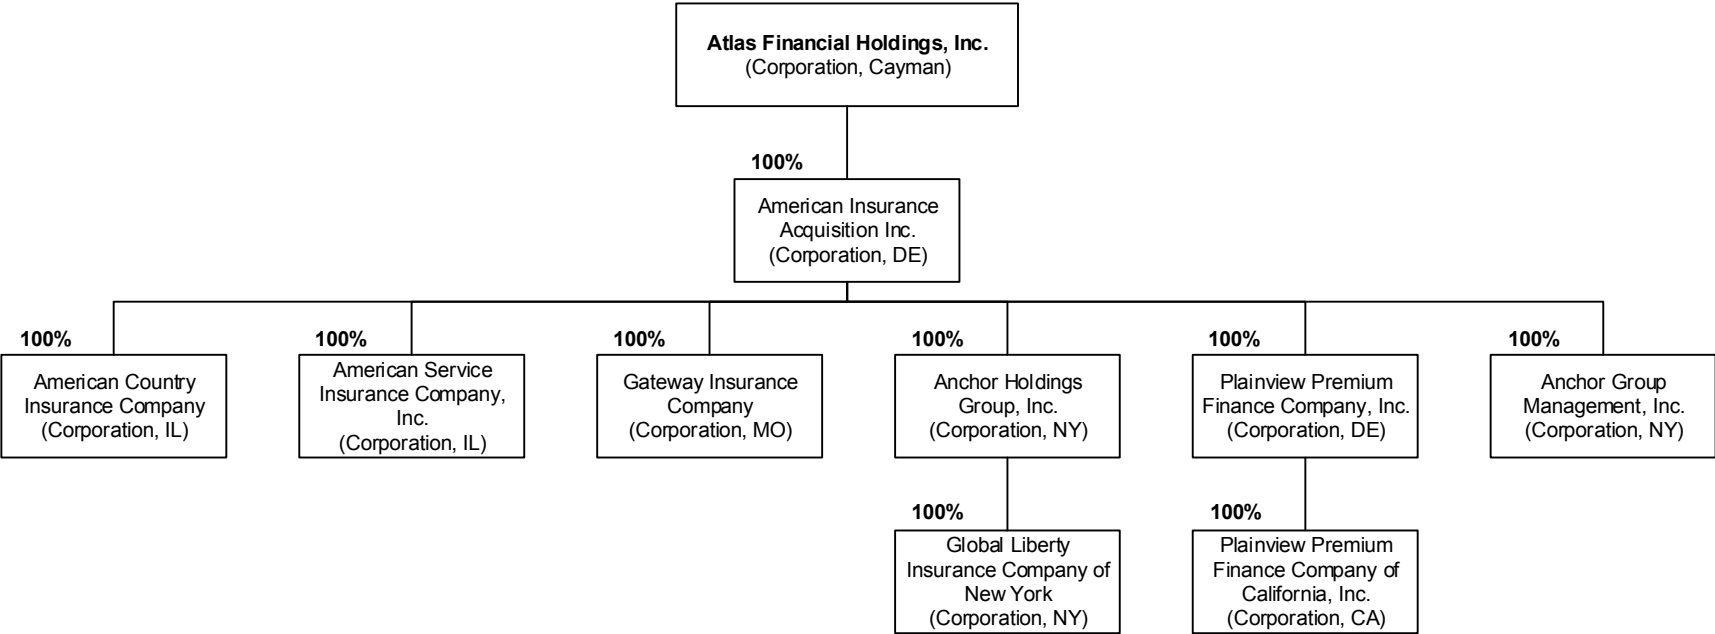 Atlas Financial Holdings, Inc.
(Corporation, Cayman)
100%
American Insurance
Acquisition Inc.
(Corporation, DE)
100%
American Country
Insurance Company
(Corporation, IL)
100%
American Service
Insurance Company,
Inc.
(Corporation, IL)
100%
Gateway Insurance
Company
(Corporation, MO)
100%
Anchor Holdings
Group, Inc.
(Corporation, NY)
100%
Plainview Premium
Finance Company, Inc.
(Corporation, DE)
100%
Anchor Group
Management, Inc.
(Corporation, NY)
100%
Global Liberty
Insurance Company of
New York
(Corporation, NY)
100%
Plainview Premium
Finance Company of
California, Inc.
(Corporation, CA)